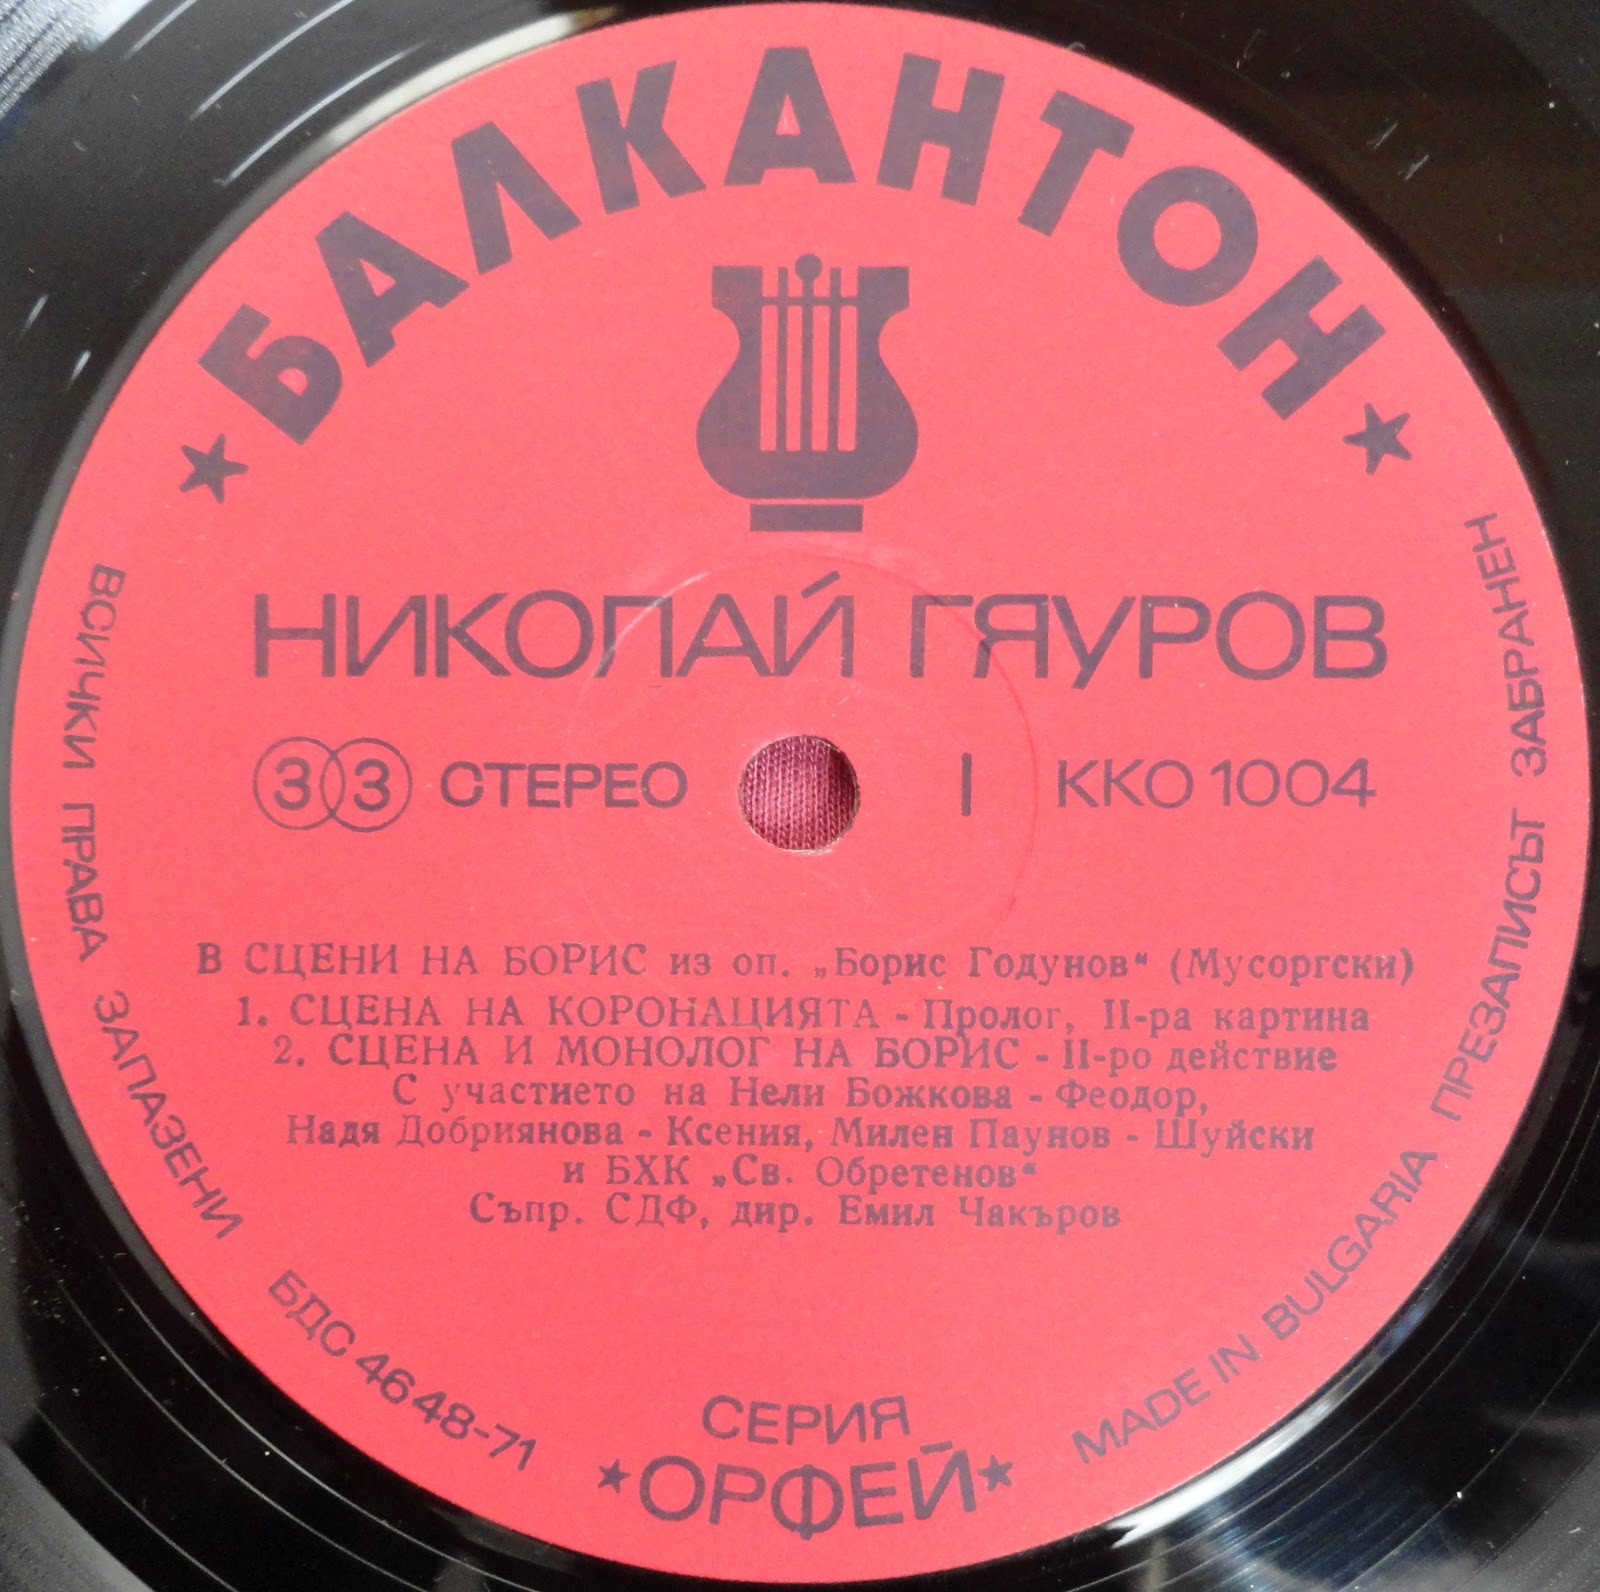 ★ БАЛКАНТОН ★
НИКОЛАЙ ГЯУРОВ
33 СТЕРЕО I ККО 1004
В СЦЕНИ НА БОРИС из оп. „Борис Годунов“ (Мусоргски)
1. СЦЕНА НА КОРОНАЦИЯТА - Пролог, II-ра картина
2. СЦЕНА И МОНОЛОГ НА БОРИС - II-ро действие
С участието на Нели Божкова - Феодор,
Надя Добриянова - Ксения, Милен Паунов - Шуйски
и БХК „Св. Обретенов“
Съпр. СДФ, дир. Емил Чакъров
СЕРИЯ
★ОРФЕЙ★
ВСИЧКИ ПРАВА ЗАПАЗЕНИ БДС 4648-71
MADE IN BULGARIA ПРЕЗАПИСЪТ ЗАБРАНЕН